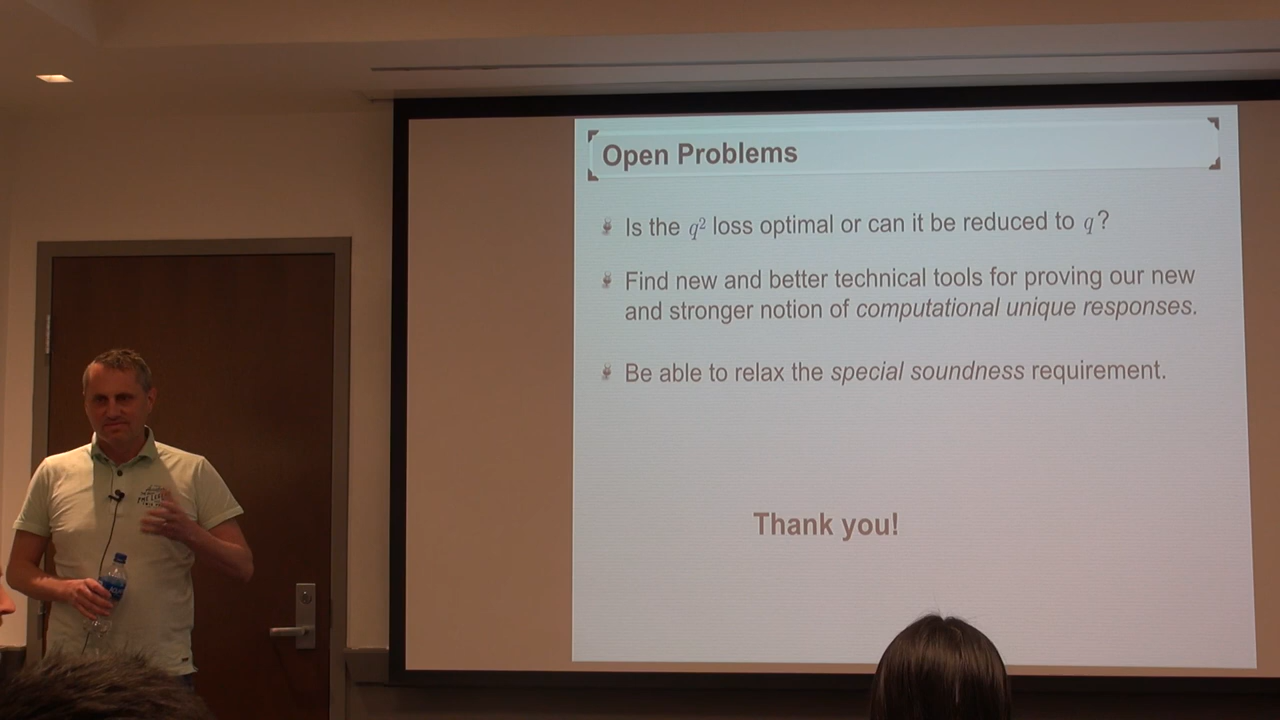 Open Problems
Is the q² loss optimal or can it be reduced to q?
Find new and better technical tools for proving our new
and stronger notion of computational unique responses.
Be able to relax the special soundness requirement.
Thank you!